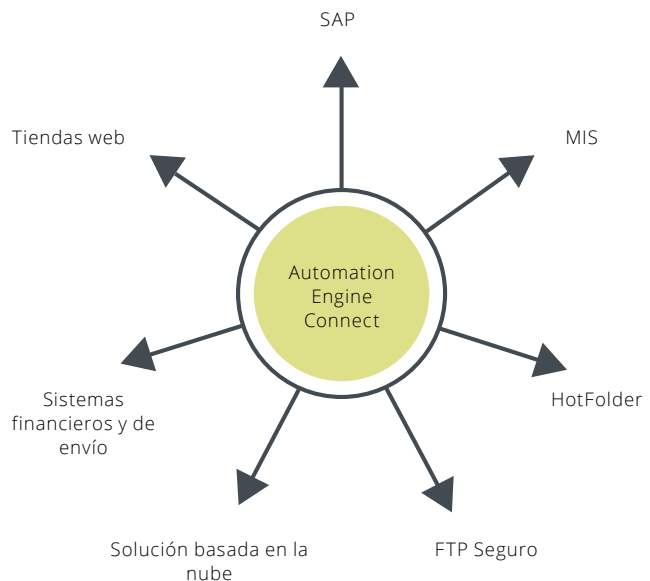 SAP
Tiendas web
MIS
Automation
Engine
Connect
Sistemas
financieros y de
envío
HotFolder
Solución basada en la
nube
FTP Seguro